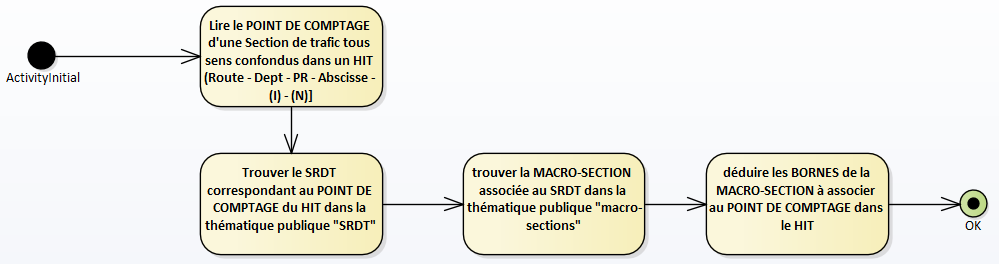 Lire le POINT DE COMPTAGE
d'une Section de trafic tous
sens confondus dans un HIT
(Route - Dept - PR - Abscisse -
(I) - (N)]
ActivityInitial
Trouver le SRDT
correspondant au POINT DE
COMPTAGE du HIT dans la
thématique publique "SRDT"
trouver la MACRO-SECTION
associée au SRDT dans la
thématique publique "macro-
sections"
déduire les BORNES de la
MACRO-SECTION à associer
au POINT DE COMPTAGE dans
le HIT
OK